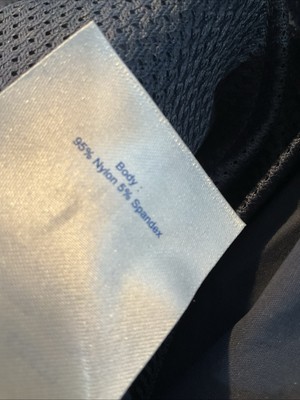 Body :
95% Nylon 5% Spandex